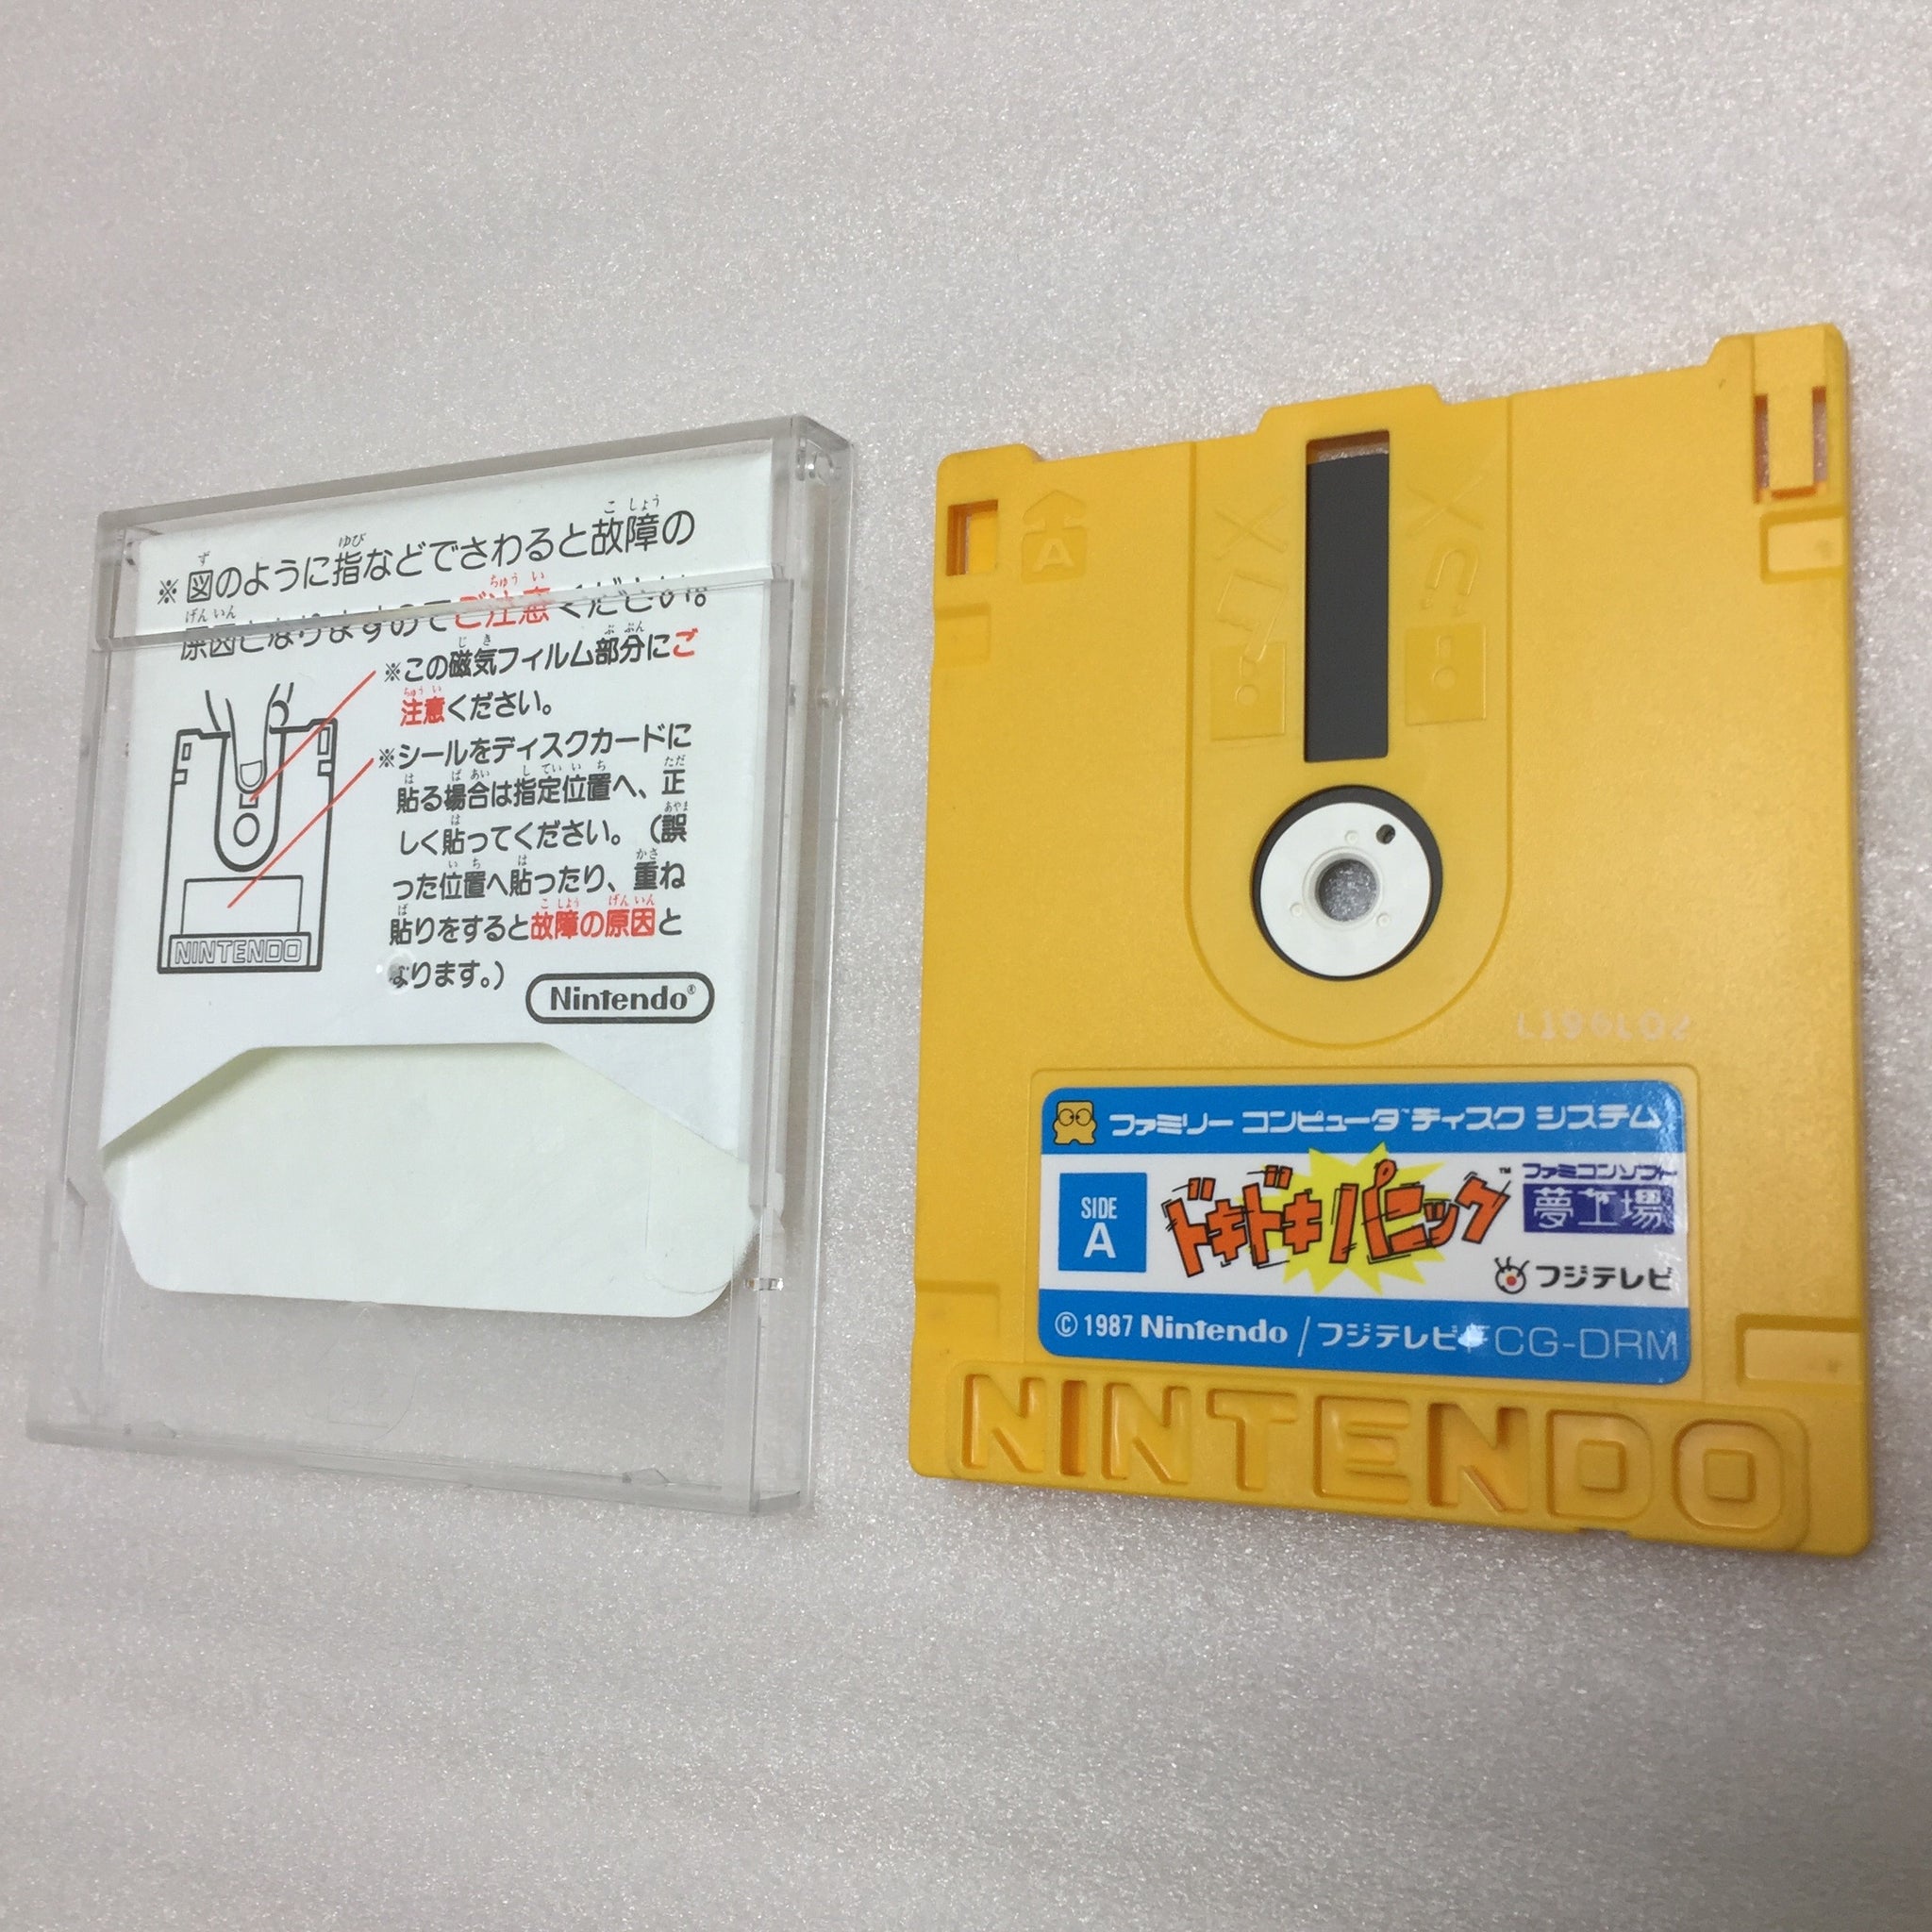 ※図のように指などでさわると故障の
原因となりますのでご注意ください。
※この磁気フィルム部分にご
注意ください。
※シールをディスクカードに
貼る場合は指定位置へ、正
しく貼ってください。（誤
った位置へ貼ったり、重ね
貼りをすると故障の原因と
なります。）
NINTENDO
Nintendo®
A
ファミリー コンピュータ™ ディスク システム
SIDE
A
ドキドキパニック™
ファミコンソフト
夢工場
フジテレビ
© 1987 Nintendo / フジテレビ FCG-DRM
NINTENDO